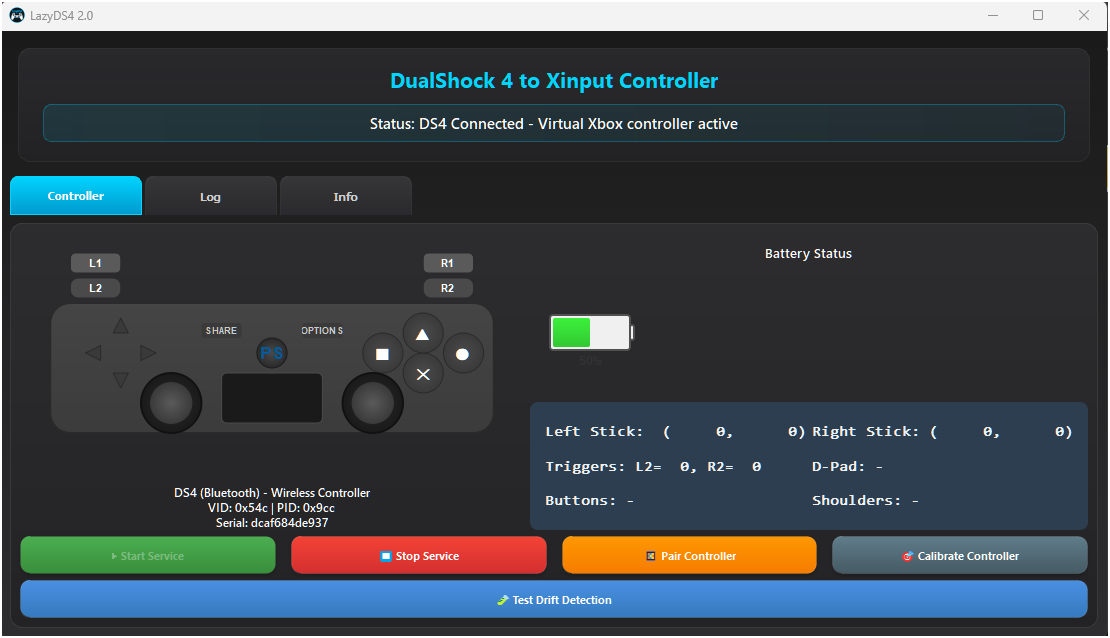 LazyDS4 2.0
DualShock 4 to Xinput Controller
Status: DS4 Connected - Virtual Xbox controller active
Controller
Log
Info
L1
R1
L2
R2
SHARE
OPTIONS
PS
Battery Status
50%
Left Stick: ( 0, 0) Right Stick: ( 0, 0)
Triggers: L2= 0, R2= 0 D-Pad: -
Buttons: - Shoulders: -
DS4 (Bluetooth) - Wireless Controller
VID: 0x54c | PID: 0x9cc
Serial: dcaf684de937
Start Service
Stop Service
Pair Controller
Calibrate Controller
Test Drift Detection